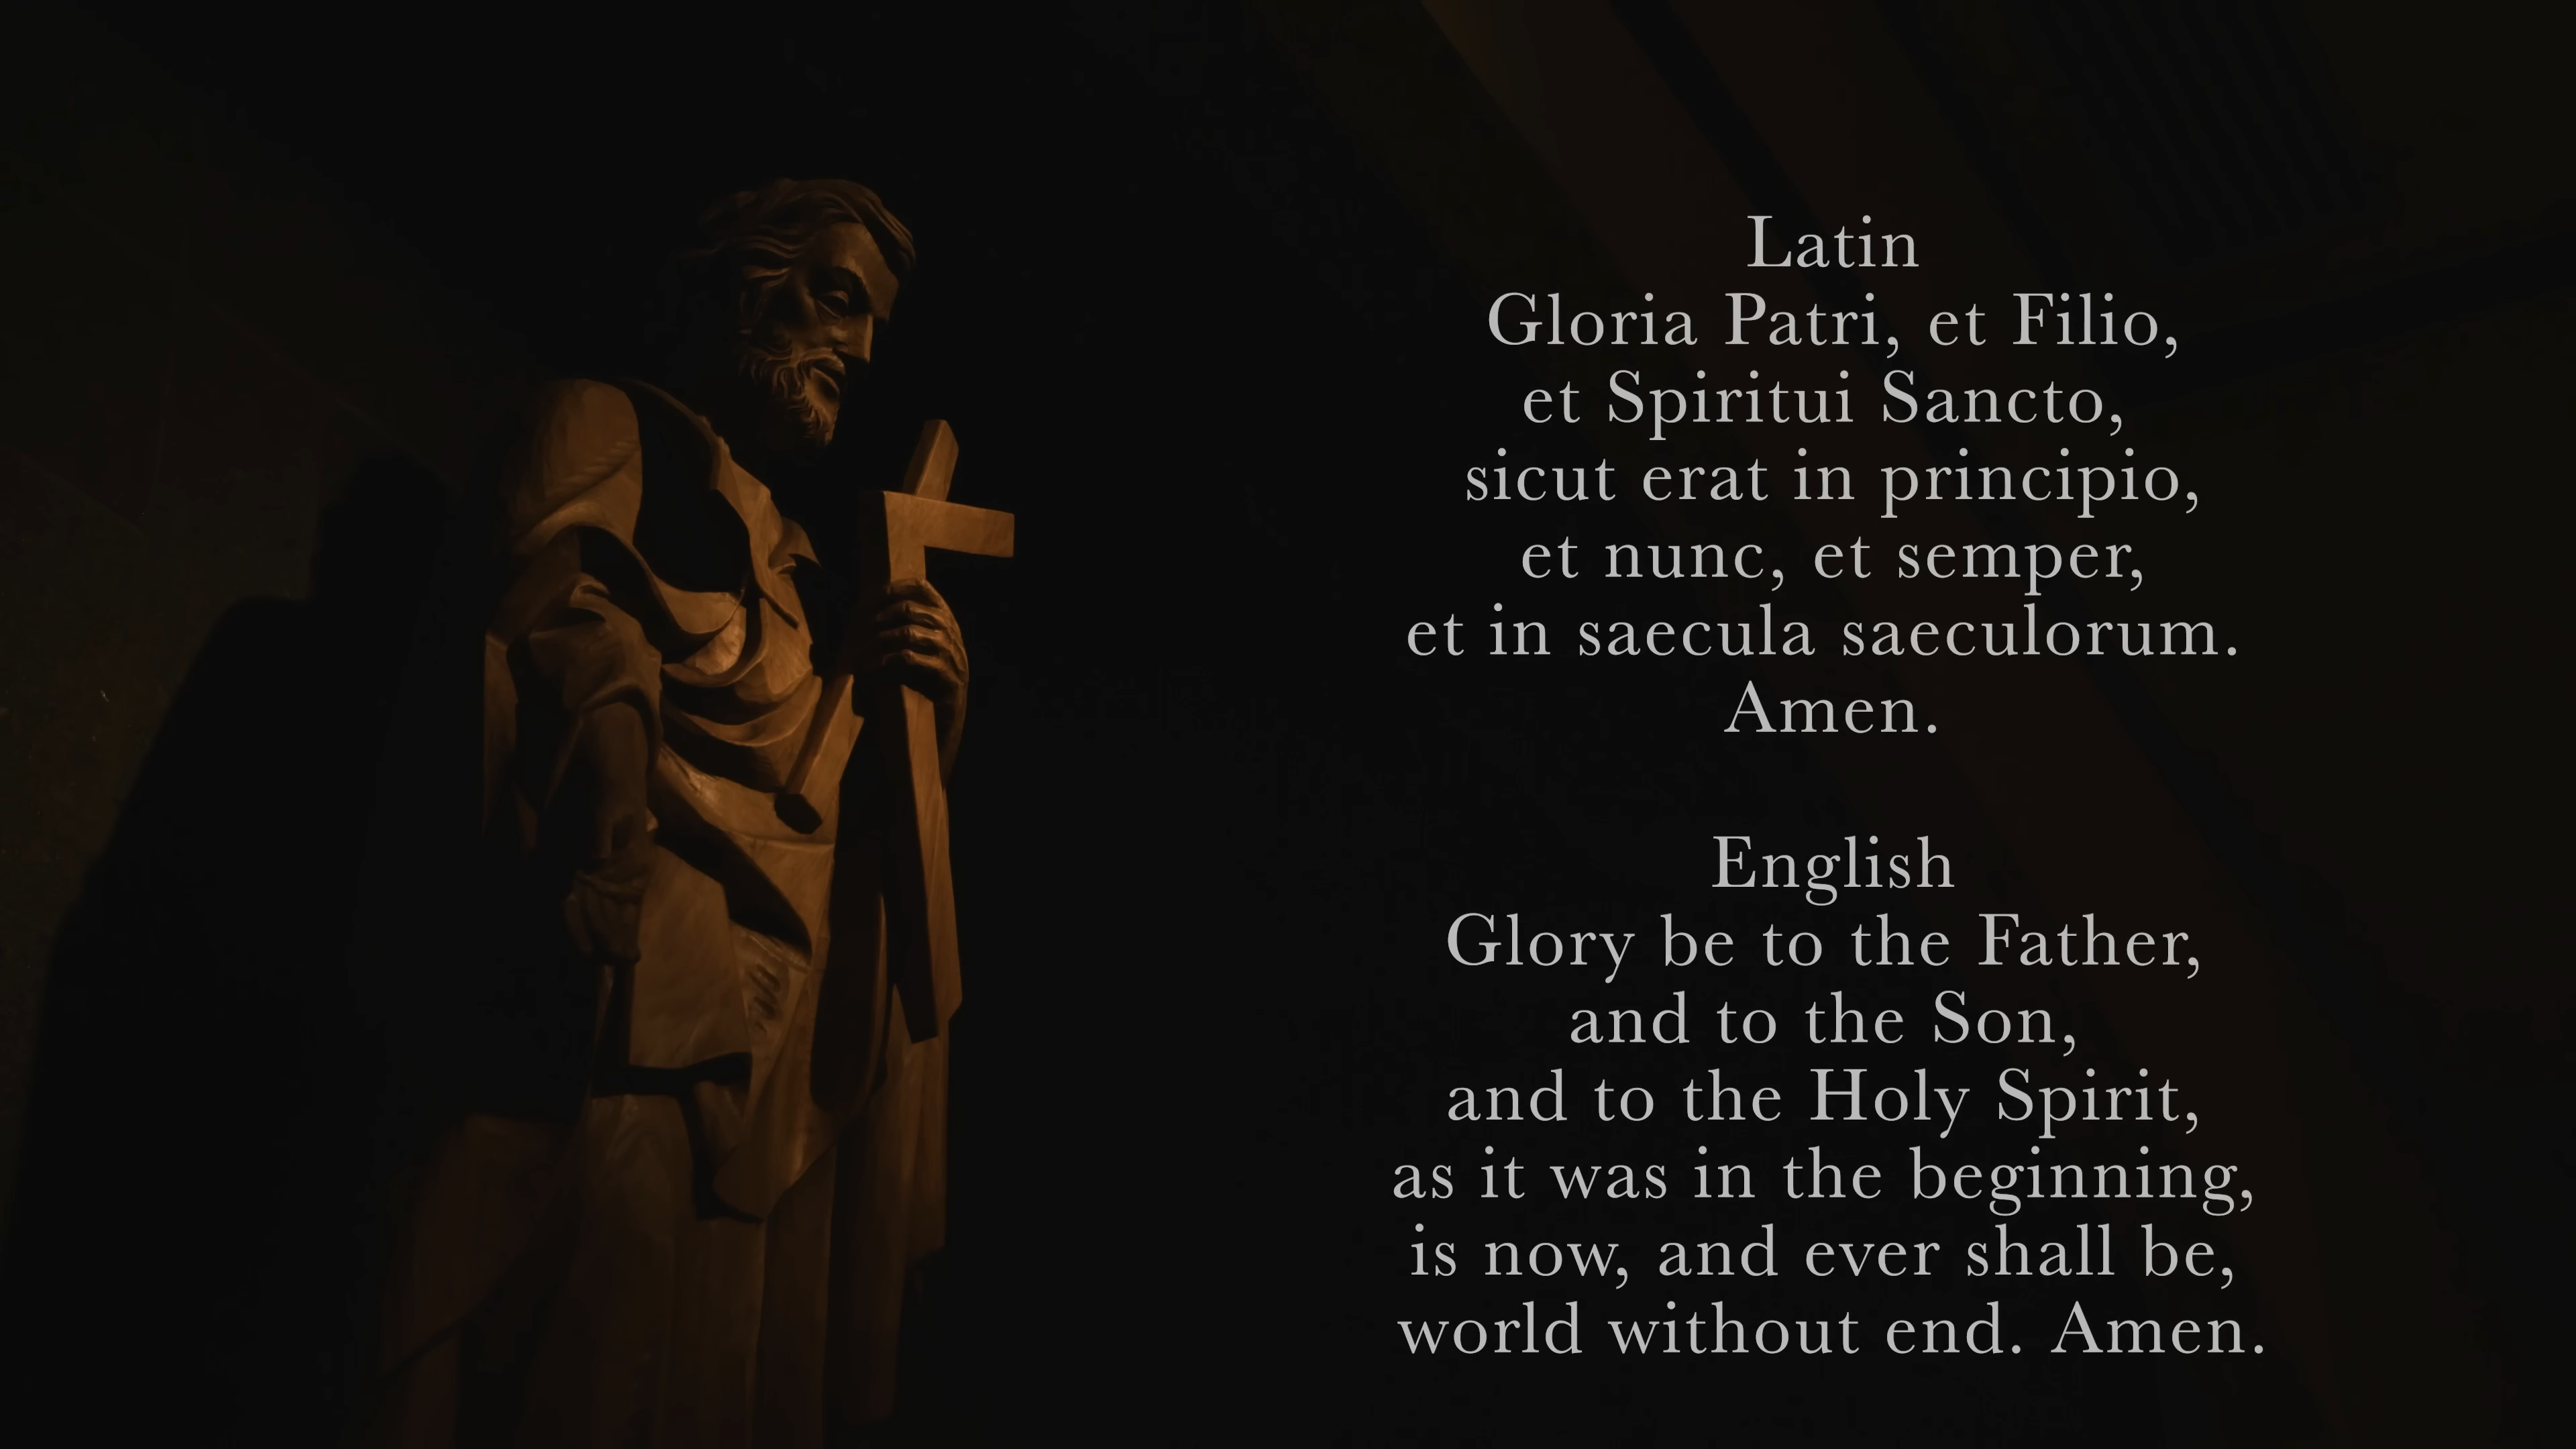 Latin
Gloria Patri, et Filio,
et Spiritui Sancto,
sicut erat in principio,
et nunc, et semper,
et in saecula saeculorum.
Amen.
English
Glory be to the Father,
and to the Son,
and to the Holy Spirit,
as it was in the beginning,
is now, and ever shall be,
world without end. Amen.